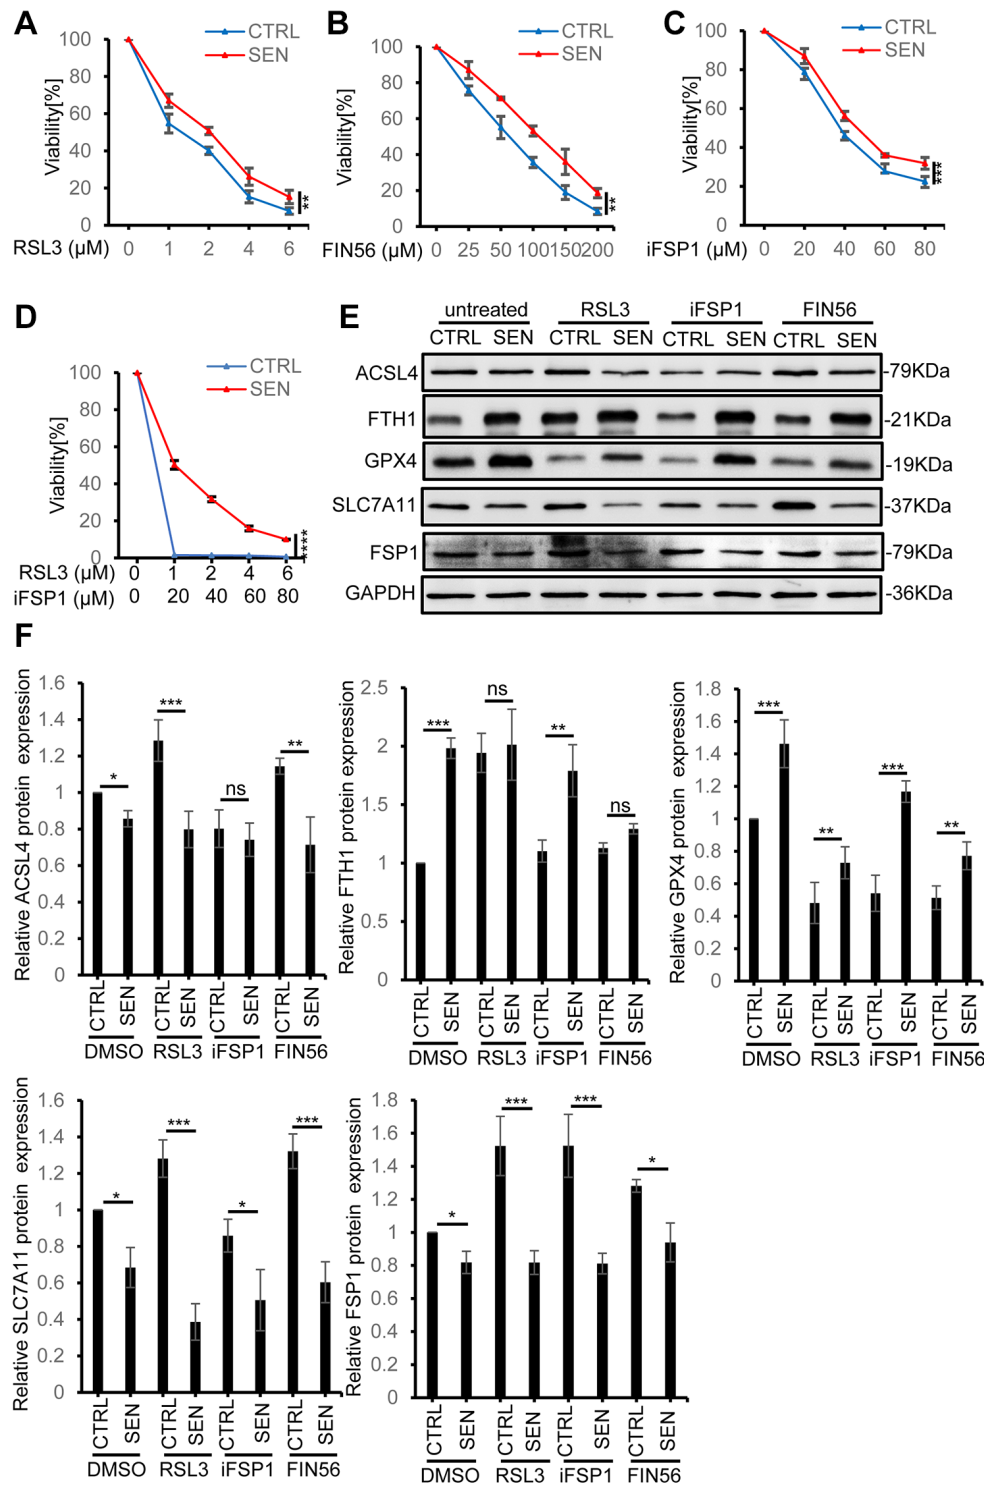 A
CTRL
SEN
Viability[%]
100
80
60
40
20
0
**
RSL3 (µM) 0 1 2 4 6
B
CTRL
SEN
Viability[%]
100
80
60
40
20
0
**
FIN56 (µM) 0 25 50 100 150 200
C
CTRL
SEN
Viability[%]
100
80
60
40
20
0
***
iFSP1 (µM) 0 20 40 60 80
D
CTRL
SEN
Viability[%]
100
80
60
40
20
0
****
RSL3 (µM) 0 1 2 4 6
iFSP1 (µM) 0 20 40 60 80
E
untreated RSL3 iFSP1 FIN56
CTRL SEN CTRL SEN CTRL SEN CTRL SEN
ACSL4 -79KDa
FTH1 -21KDa
GPX4 -19KDa
SLC7A11 -37KDa
FSP1 -79KDa
GAPDH -36KDa
F
Relative ACSL4 protein expression
1.6
1.4
1.2
1
0.8
0.6
0.4
0.2
0
* *** ns **
CTRL SEN CTRL SEN CTRL SEN CTRL SEN
DMSO RSL3 iFSP1 FIN56
Relative FTH1 protein expression
2.5
2
1.5
1
0.5
0
*** ns ** ns
CTRL SEN CTRL SEN CTRL SEN CTRL SEN
DMSO RSL3 iFSP1 FIN56
Relative GPX4 protein expression
1.8
1.6
1.4
1.2
1
0.8
0.6
0.4
0.2
0
*** ** *** **
CTRL SEN CTRL SEN CTRL SEN CTRL SEN
DMSO RSL3 iFSP1 FIN56
Relative SLC7A11 protein expression
1.6
1.4
1.2
1
0.8
0.6
0.4
0.2
0
* *** * ***
CTRL SEN CTRL SEN CTRL SEN CTRL SEN
DMSO RSL3 iFSP1 FIN56
Relative FSP1 protein expression
1.8
1.6
1.4
1.2
1
0.8
0.6
0.4
0.2
0
* *** *** *
CTRL SEN CTRL SEN CTRL SEN CTRL SEN
DMSO RSL3 iFSP1 FIN56